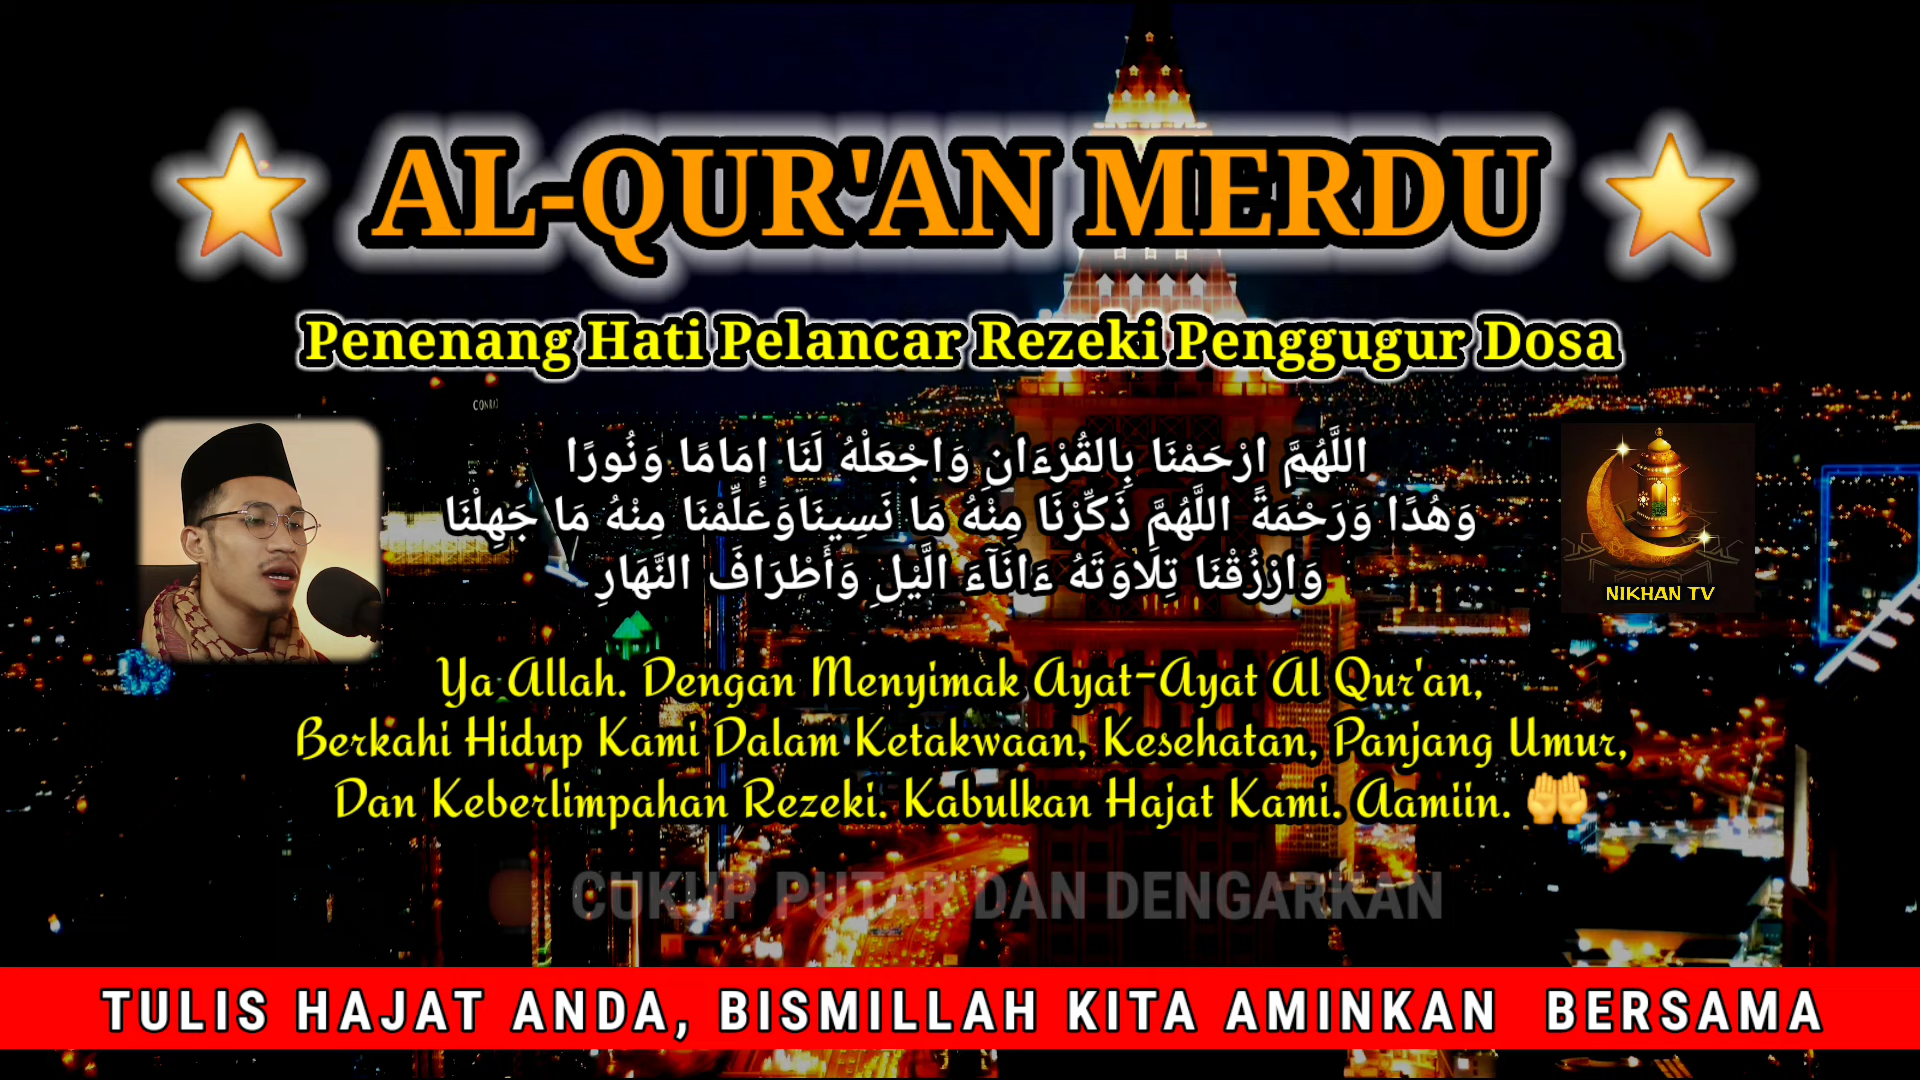 AL-QUR'AN MERDU
Penenang Hati Pelancar Rezeki Penggugur Dosa
CONRAD
اللَّهُمَّ ارْحَمْنَا بِالقُرْءَانِ وَاجْعَلْهُ لَنَا إِمَامًا وَنُورًا
وَهُدًا وَرَحْمَةً اللَّهُمَّ ذَكِّرْنَا مِنْهُ مَا نَسِينَاوَعَلِّمْنَا مِنْهُ مَا جَهِلْنَا
وَارْزُقْنَا تِلَاوَتَهُ ءَانَآءَ الَّيْلِ وَأَطْرَافَ النَّهَارِ
NIKHAN TV
Ya Allah. Dengan Menyimak Ayat-Ayat Al Qur'an,
Berkahi Hidup Kami Dalam Ketakwaan, Kesehatan, Panjang Umur,
Dan Keberlimpahan Rezeki. Kabulkan Hajat Kami. Aamiin.
CUKUP PUTAR DAN DENGARKAN
TULIS HAJAT ANDA, BISMILLAH KITA AMINKAN BERSAMA